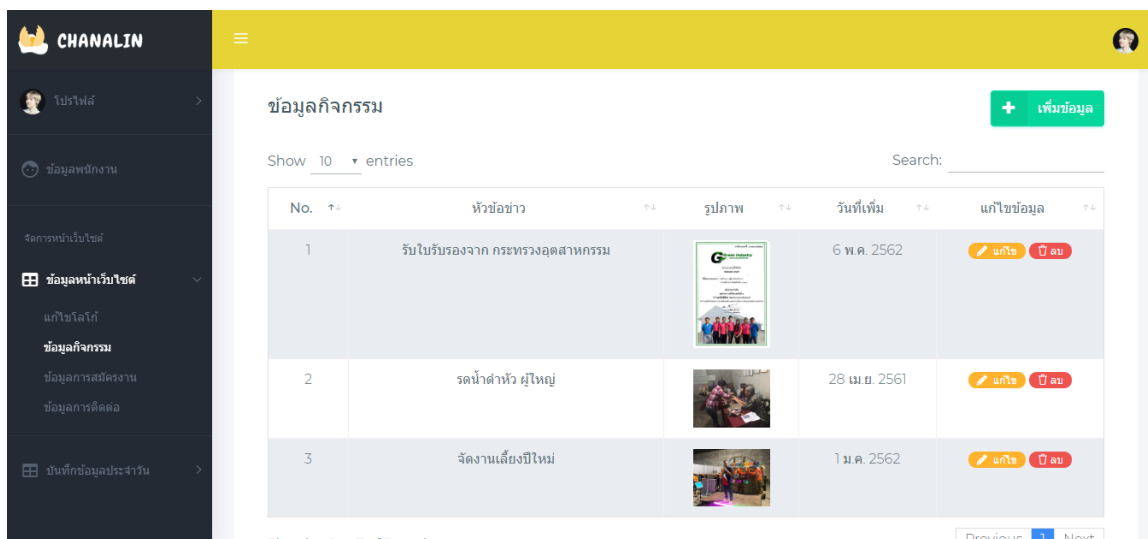 CHANALIN
โปรไฟล์
ข้อมูลพนักงาน
จัดการหน้าเว็บไซต์
ข้อมูลหน้าเว็บไซต์
แก้ไขโลโก้
ข้อมูลกิจกรรม
ข้อมูลการสมัครงาน
ข้อมูลการติดต่อ
บันทึกข้อมูลประจำวัน
ข้อมูลกิจกรรม
เพิ่มข้อมูล
Show 10 entries Search:
No. หัวข้อข่าว รูปภาพ วันที่เพิ่ม แก้ไขข้อมูล
1 รับใบรับรองจาก กระทรวงอุตสาหกรรม 6 พ.ค. 2562 แก้ไข ลบ
Green Industry
2 รดน้ำดำหัว ผู้ใหญ่ 28 เม.ย. 2561 แก้ไข ลบ
3 จัดงานเลี้ยงปีใหม่ 1 ม.ค. 2562 แก้ไข ลบ
Previous 1 Next